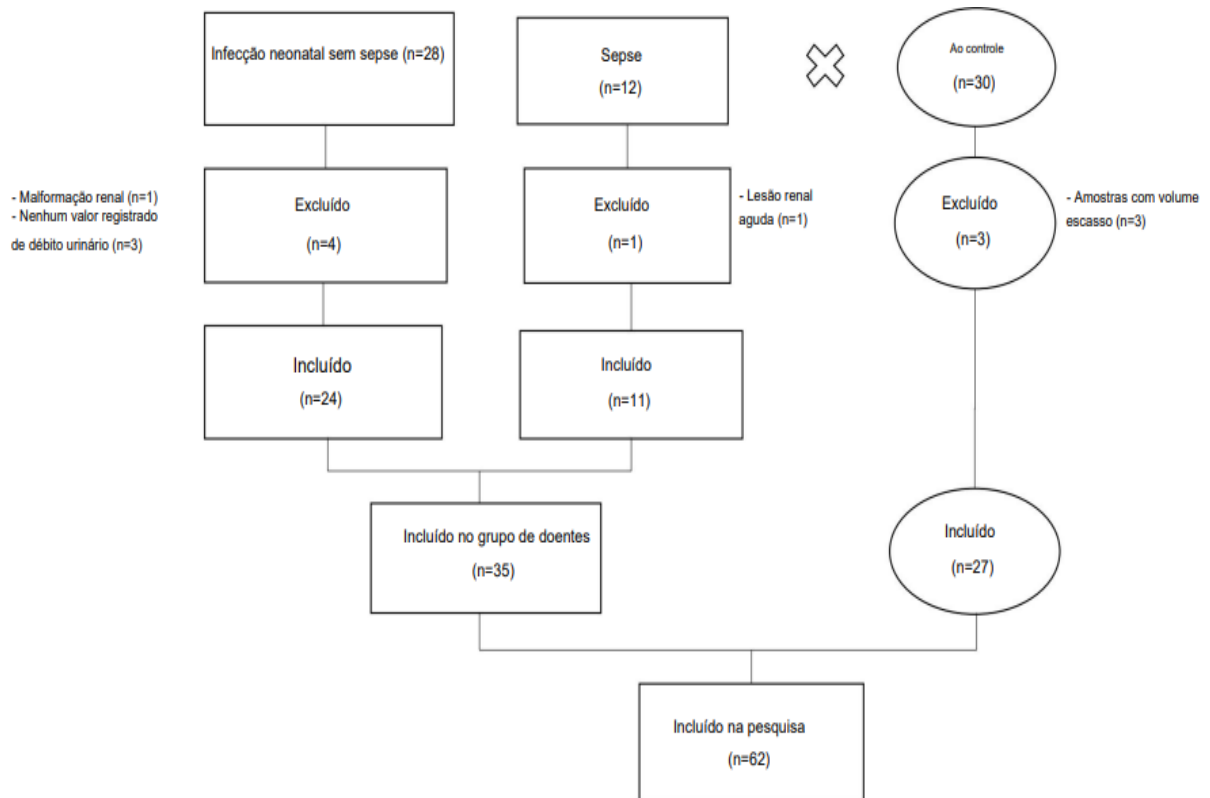 Infecção neonatal sem sepse (n=28)
Sepse
(n=12)
Ao controle
(n=30)
- Malformação renal (n=1)
- Nenhum valor registrado
de débito urinário (n=3)
Excluído
(n=4)
Excluído
(n=1)
- Lesão renal
aguda (n=1)
Excluído
(n=3)
- Amostras com volume
escasso (n=3)
Incluído
(n=24)
Incluído
(n=11)
Incluído no grupo de doentes
(n=35)
Incluído
(n=27)
Incluído na pesquisa
(n=62)